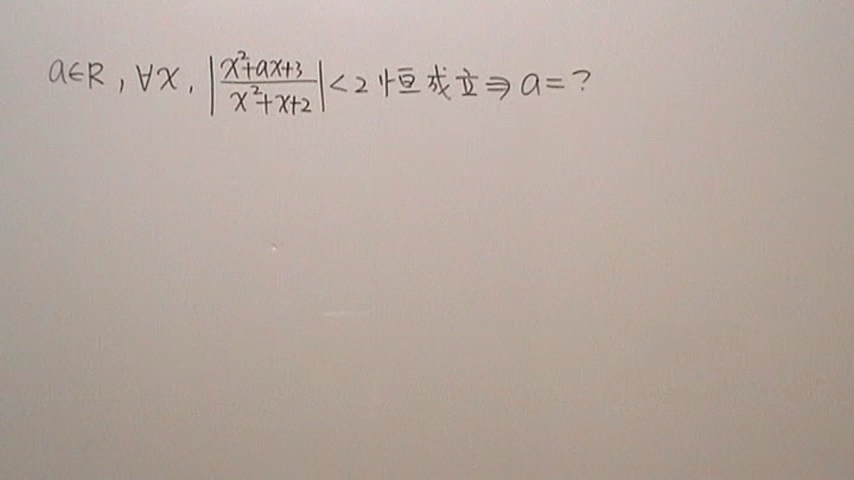 a∈R, ∀x, |x²+ax+3 / x²+x+2| < 2 恒成立 ⇒ a = ?